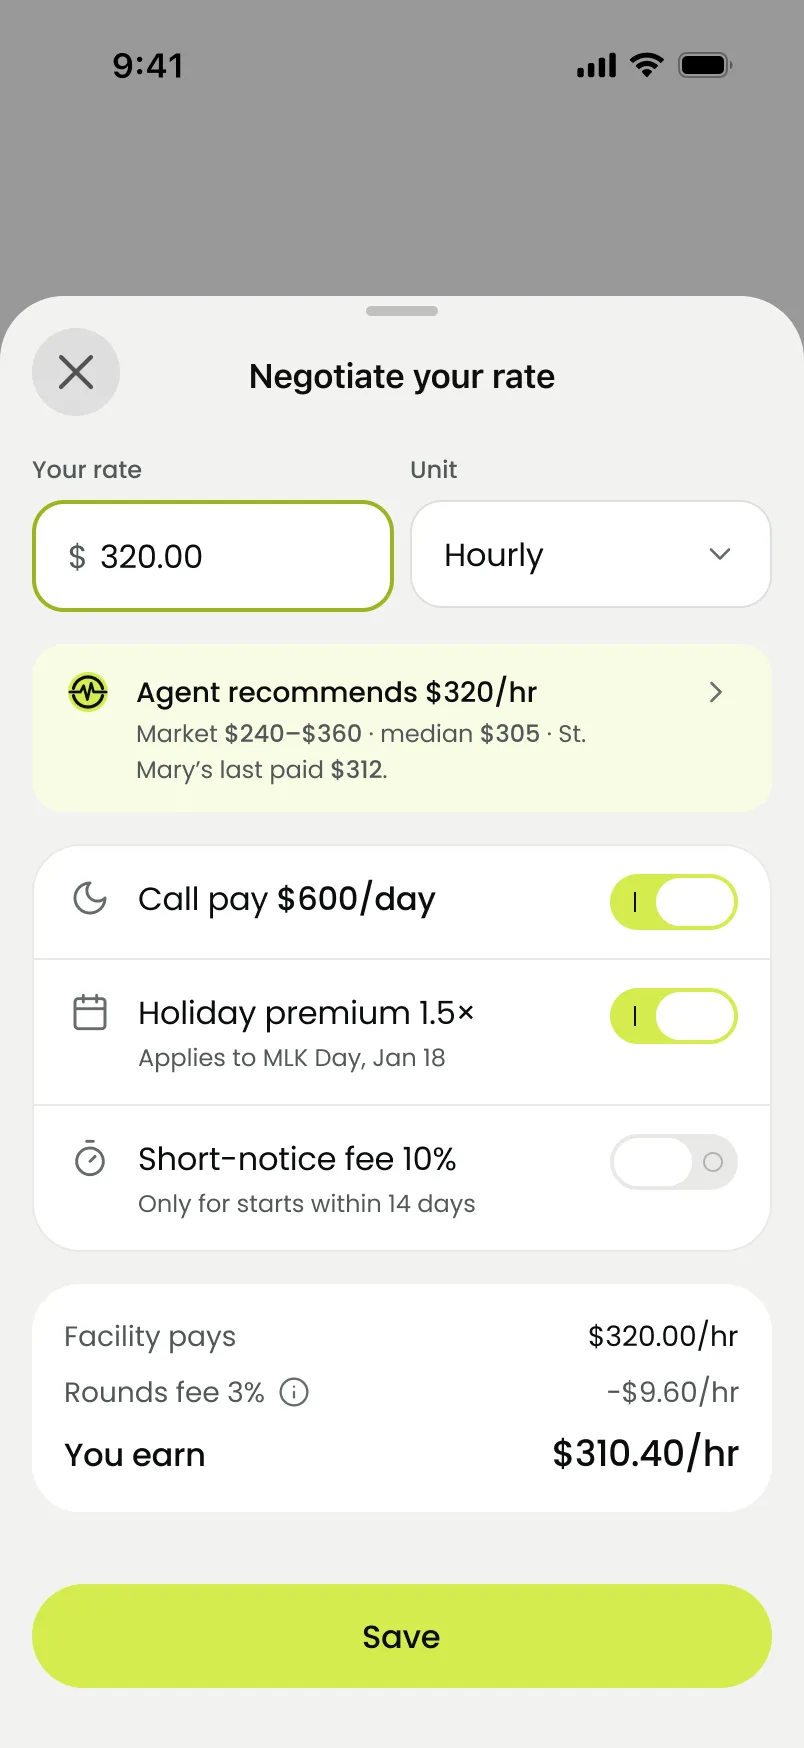 9:41
Negotiate your rate
Your rate
Unit
$ 320.00
Hourly
Agent recommends $320/hr
Market $240–$360 · median $305 · St.
Mary’s last paid $312.
Call pay $600/day
Holiday premium 1.5×
Applies to MLK Day, Jan 18
Short-notice fee 10%
Only for starts within 14 days
Facility pays
$320.00/hr
Rounds fee 3%
-$9.60/hr
You earn
$310.40/hr
Save